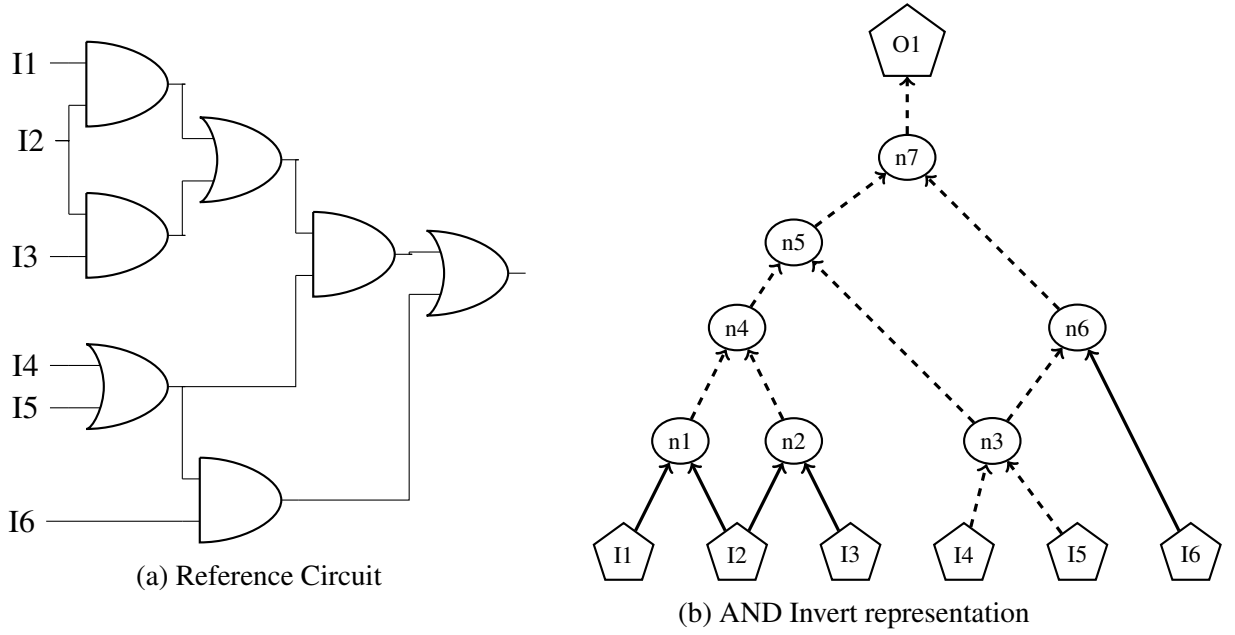 I1
I2
I3
I4
I5
I6
(a) Reference Circuit
O1
n7
n5
n4
n6
n1
n2
n3
I1
I2
I3
I4
I5
I6
(b) AND Invert representation